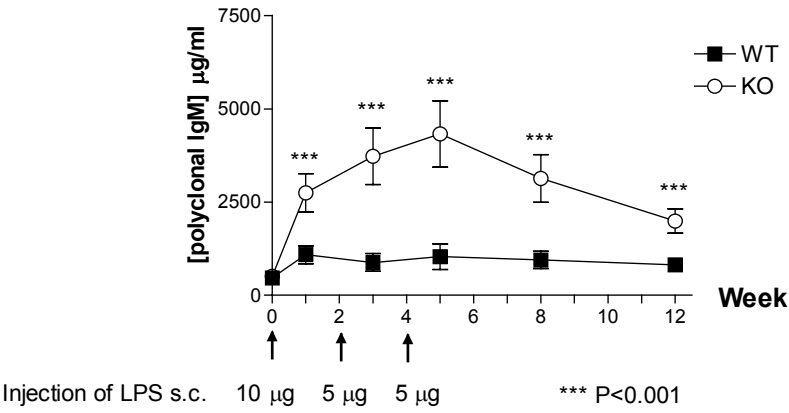 7500
5000
2500
0
[polyclonal IgM] μg/ml
***
***
***
***
***
WT
KO
0 2 4 6 8 10 12
Week
Injection of LPS s.c. 10 μg 5 μg 5 μg
*** P<0.001